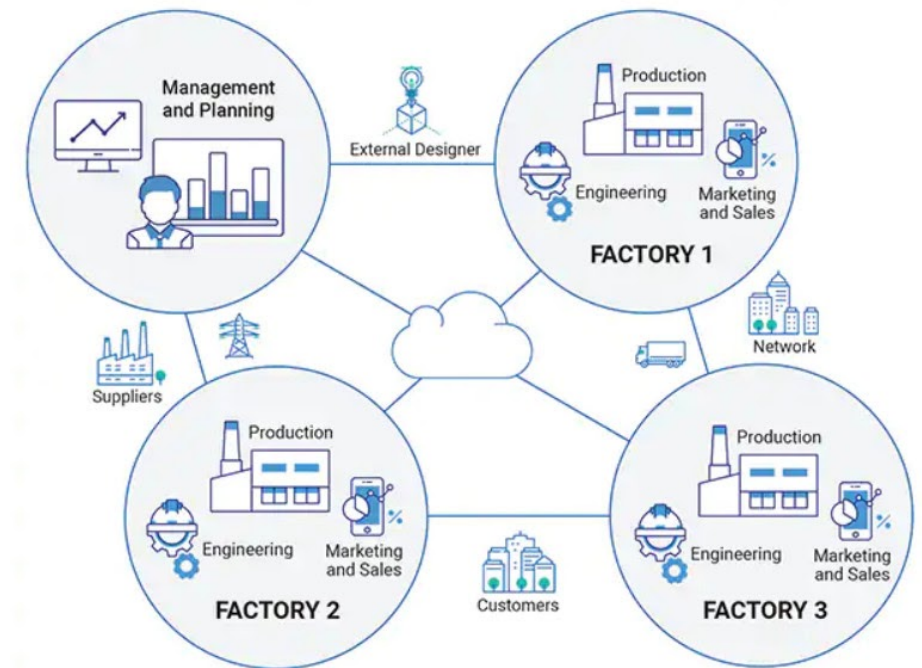 Management
and Planning
External Designer
Production
Engineering
Marketing
and Sales
%
FACTORY 1
Suppliers
Network
Production
Engineering
Marketing
and Sales
%
FACTORY 2
Customers
Production
Engineering
Marketing
and Sales
%
FACTORY 3